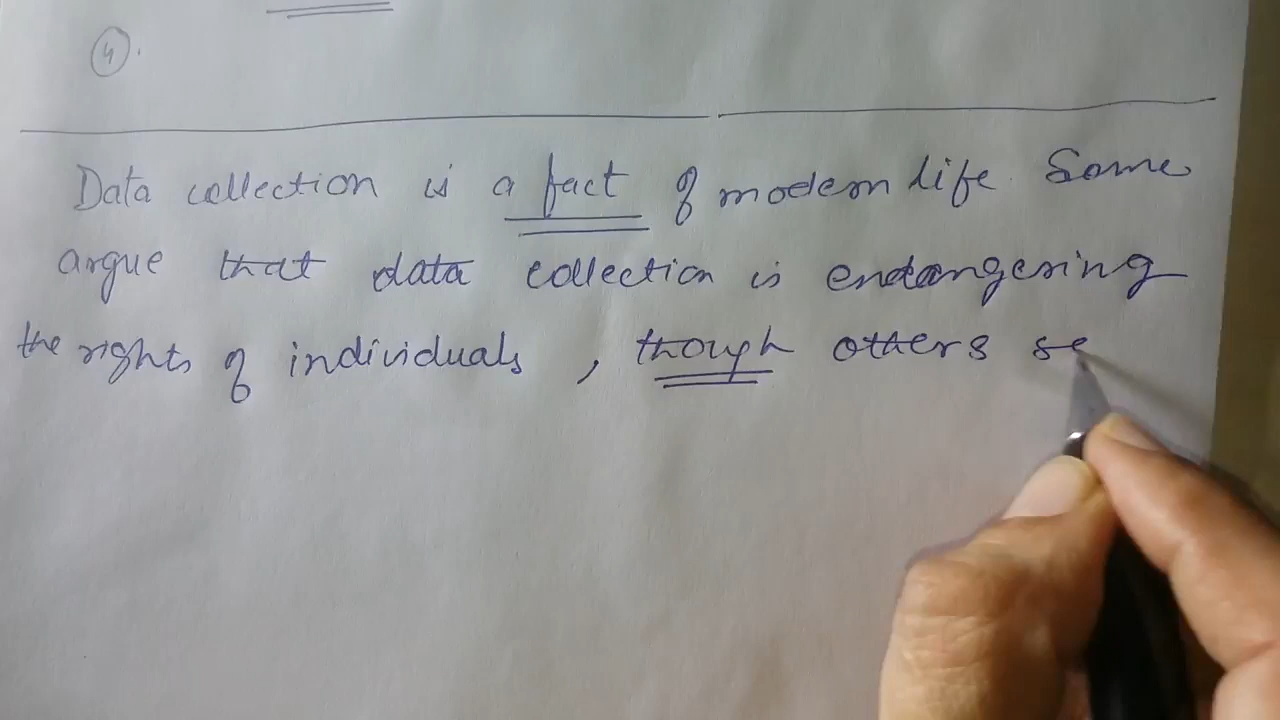 4.
Data collection is a fact of modern life. Some
argue that data collection is endangering
the rights of individuals, though others se